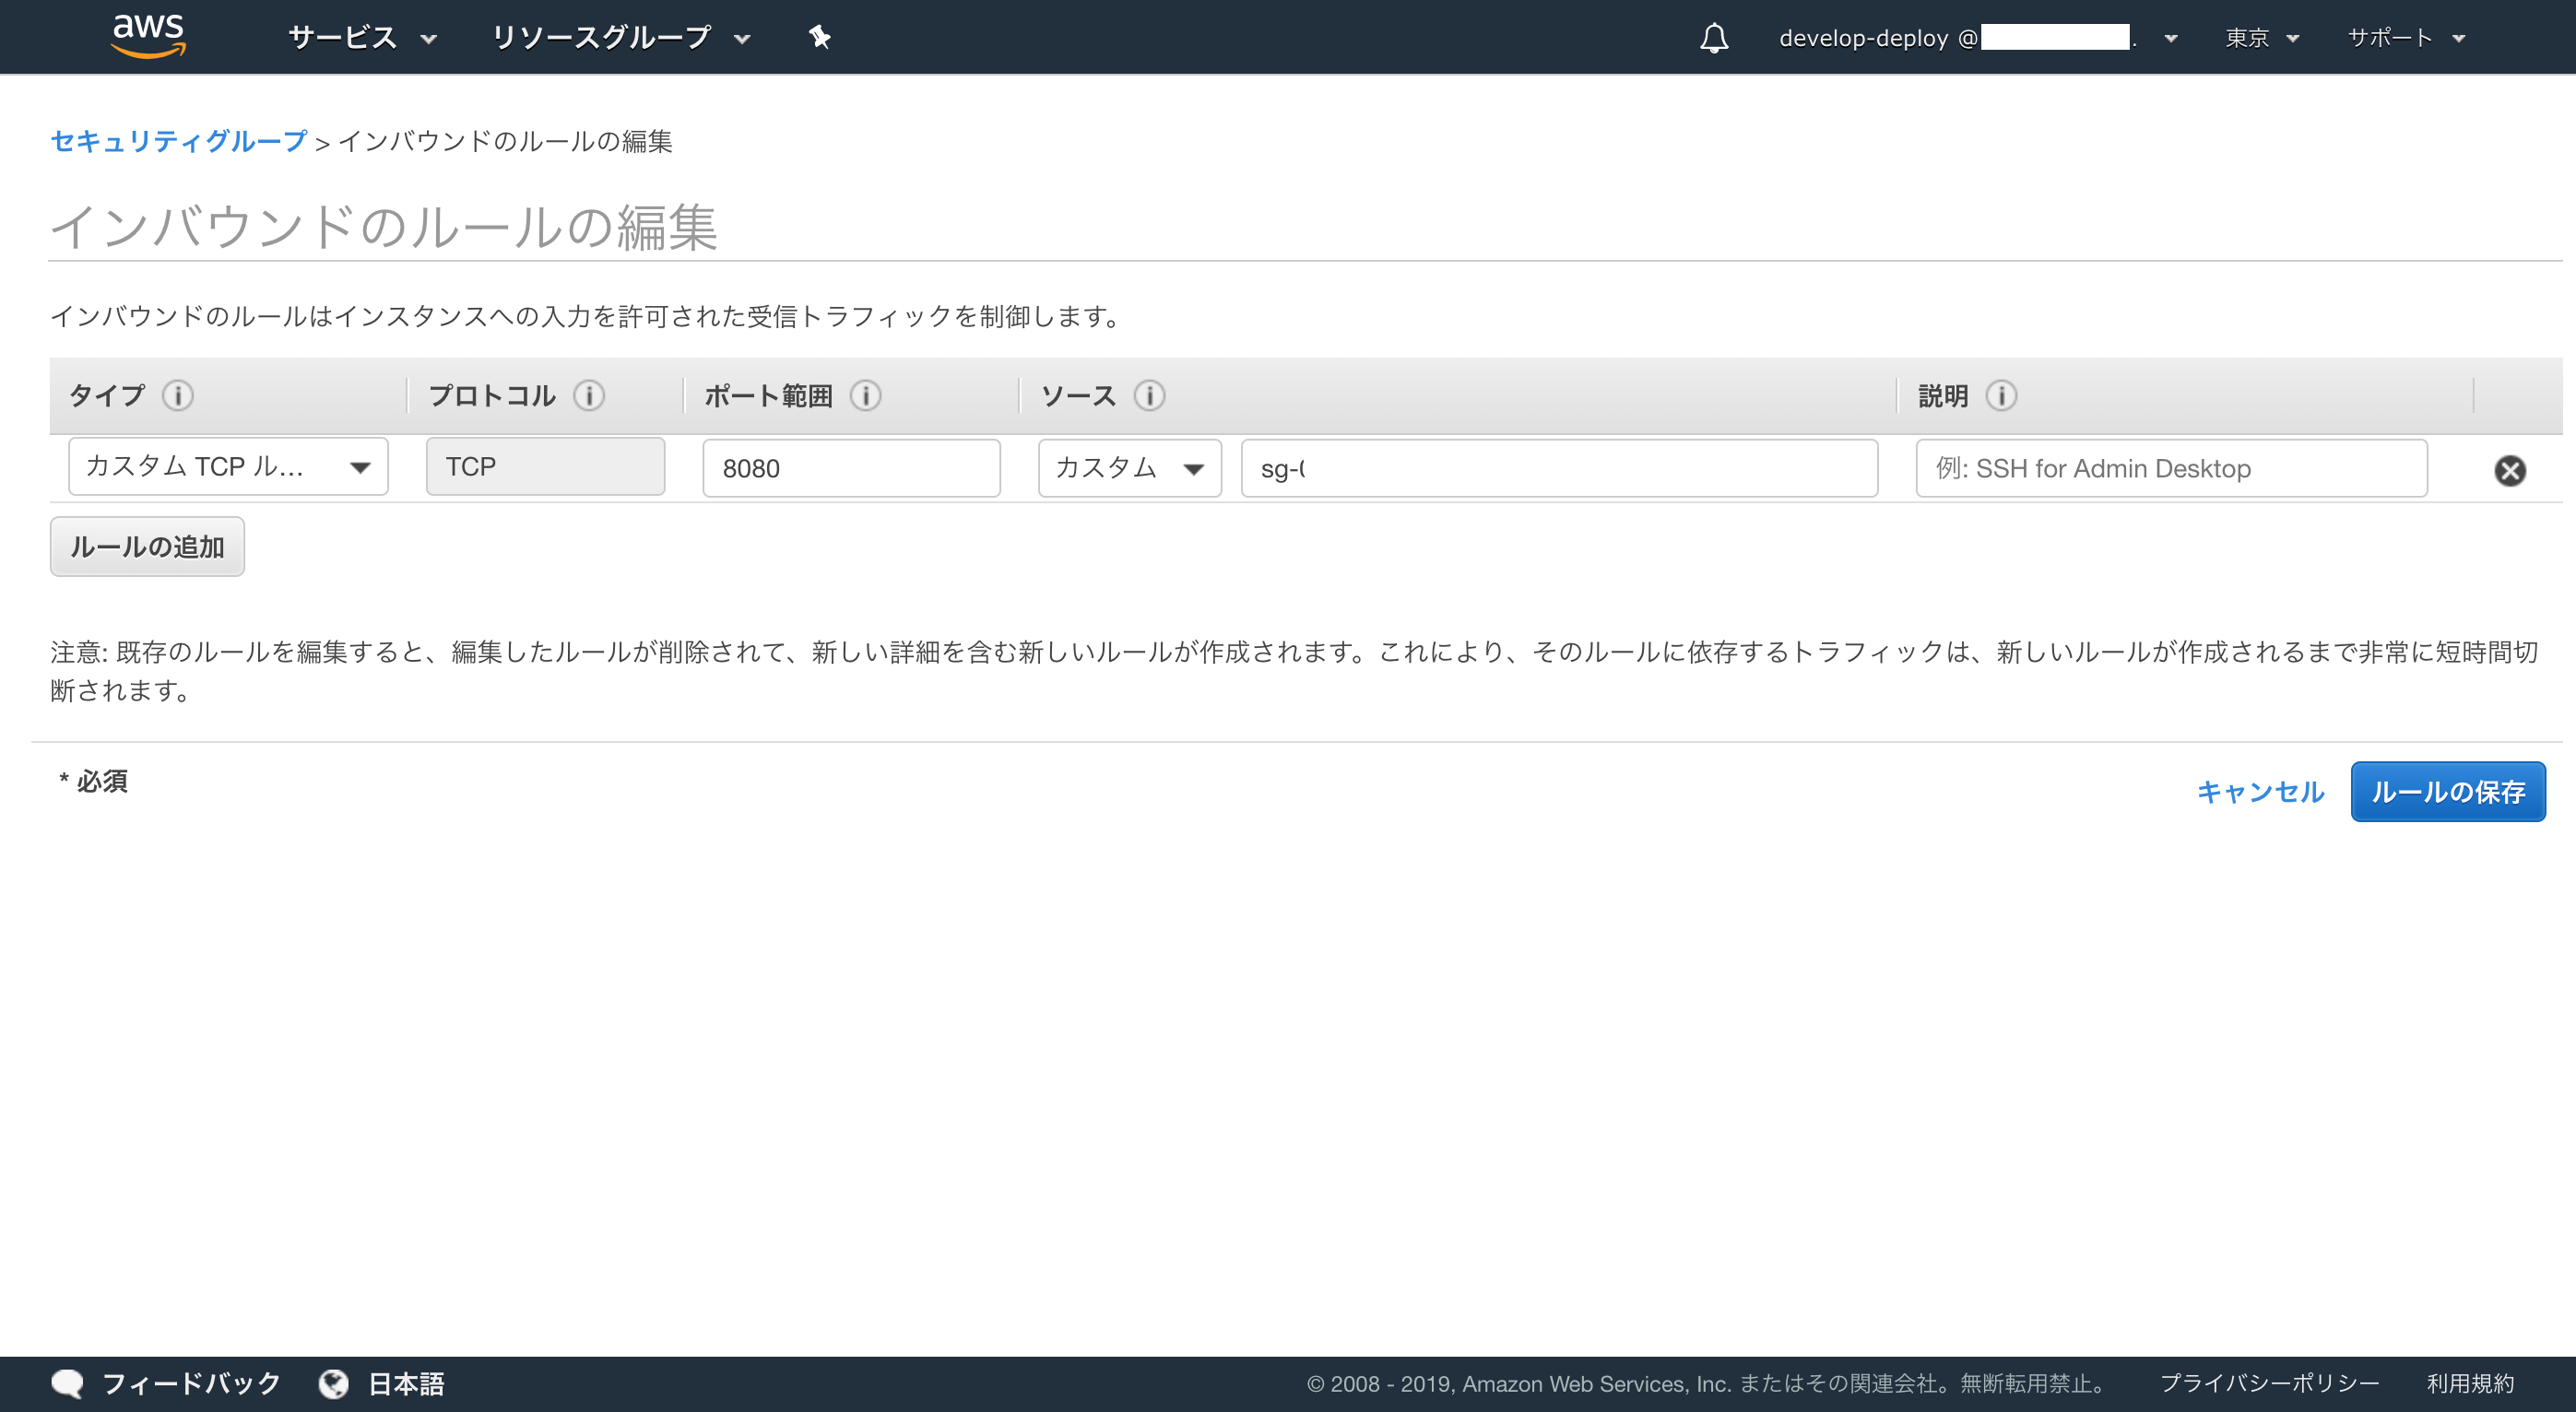 aws サービス リソースグループ develop-deploy @ . 東京 サポート
セキュリティグループ > インバウンドのルールの編集
インバウンドのルールの編集
インバウンドのルールはインスタンスへの入力を許可された受信トラフィックを制御します。
タイプ i プロトコル i ポート範囲 i ソース i 説明 i
カスタム TCP ル... TCP 8080 カスタム sg- 例: SSH for Admin Desktop
ルールの追加
注意: 既存のルールを編集すると、編集したルールが削除されて、新しい詳細を含む新しいルールが作成されます。これにより、そのルールに依存するトラフィックは、新しいルールが作成されるまで非常に短時間切
断されます。
* 必須
キャンセル ルールの保存
フィードバック 日本語 © 2008 - 2019, Amazon Web Services, Inc. またはその関連会社。無断転用禁止。 プライバシーポリシー 利用規約